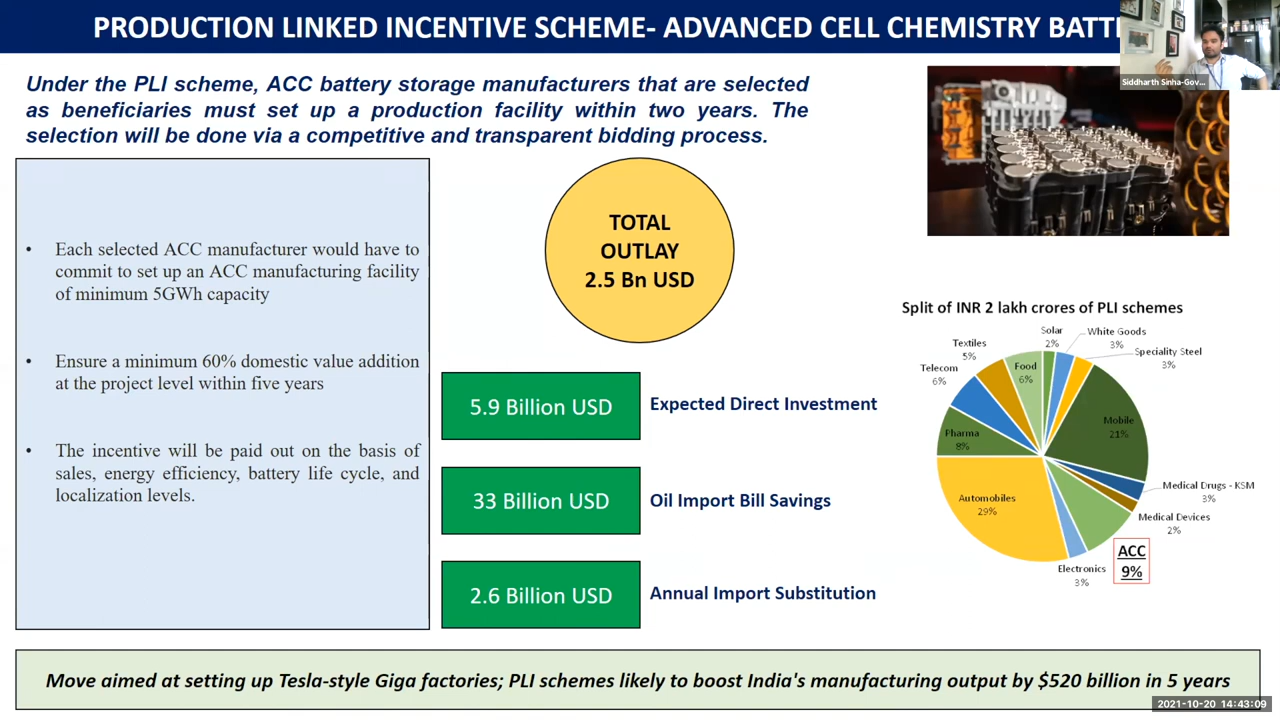 PRODUCTION LINKED INCENTIVE SCHEME- ADVANCED CELL CHEMISTRY BATT
Siddharth Sinha-Gov...
Under the PLI scheme, ACC battery storage manufacturers that are selected
as beneficiaries must set up a production facility within two years. The
selection will be done via a competitive and transparent bidding process.
• Each selected ACC manufacturer would have to
commit to set up an ACC manufacturing facility
of minimum 5GWh capacity
• Ensure a minimum 60% domestic value addition
at the project level within five years
• The incentive will be paid out on the basis of
sales, energy efficiency, battery life cycle, and
localization levels.
TOTAL
OUTLAY
2.5 Bn USD
5.9 Billion USD
Expected Direct Investment
33 Billion USD
Oil Import Bill Savings
2.6 Billion USD
Annual Import Substitution
Split of INR 2 lakh crores of PLI schemes
Solar
2%
White Goods
3%
Speciality Steel
3%
Mobile
21%
Medical Drugs - KSM
3%
Medical Devices
2%
ACC
9%
Electronics
3%
Automobiles
29%
Pharma
8%
Telecom
6%
Textiles
5%
Food
6%
Move aimed at setting up Tesla-style Giga factories; PLI schemes likely to boost India's manufacturing output by $520 billion in 5 years
2021-10-20 14:43:09